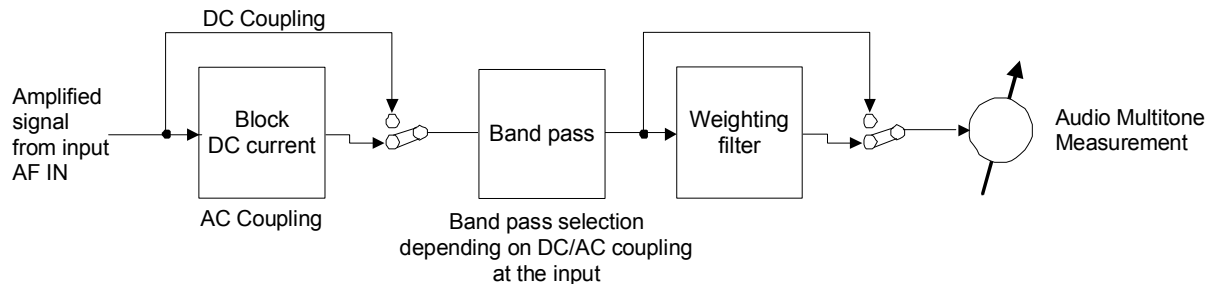 DC Coupling
Amplified
signal
from input
AF IN
Block
DC current
AC Coupling
Band pass
Band pass selection
depending on DC/AC coupling
at the input
Weighting
filter
Audio Multitone
Measurement